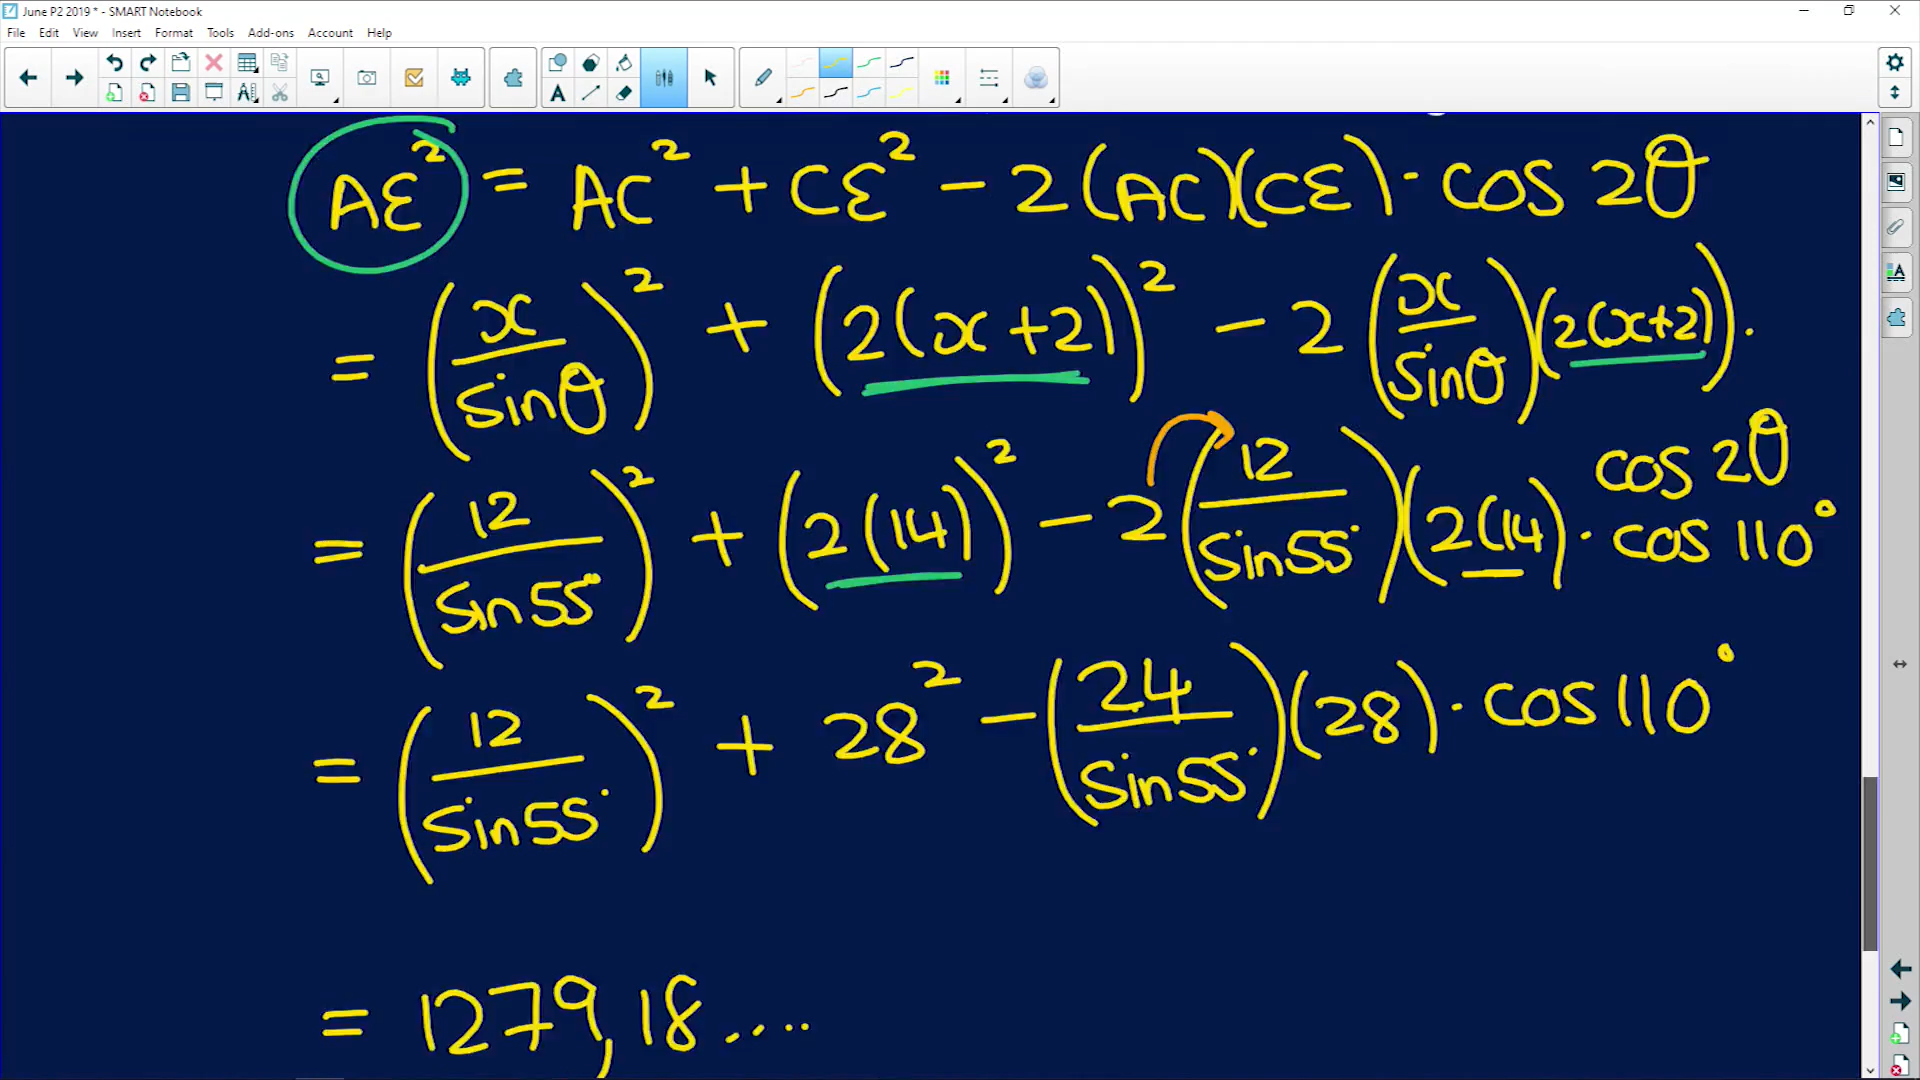 June P2 2019 * - SMART Notebook
File Edit View Insert Format Tools Add-ons Account Help
AE² = AC² + CE² - 2(AC)(CE)·cos 2θ
= (x/sinθ)² + (2(x+2))² - 2(x/sinθ)(2(x+2)).
cos 2θ
= (12/sin55°)² + (2(14))² - 2(12/sin55°)(2(14)·cos 110°
= (12/sin55°)² + 28² - (24/sin55°)(28)·cos 110°
= 1279,18.....